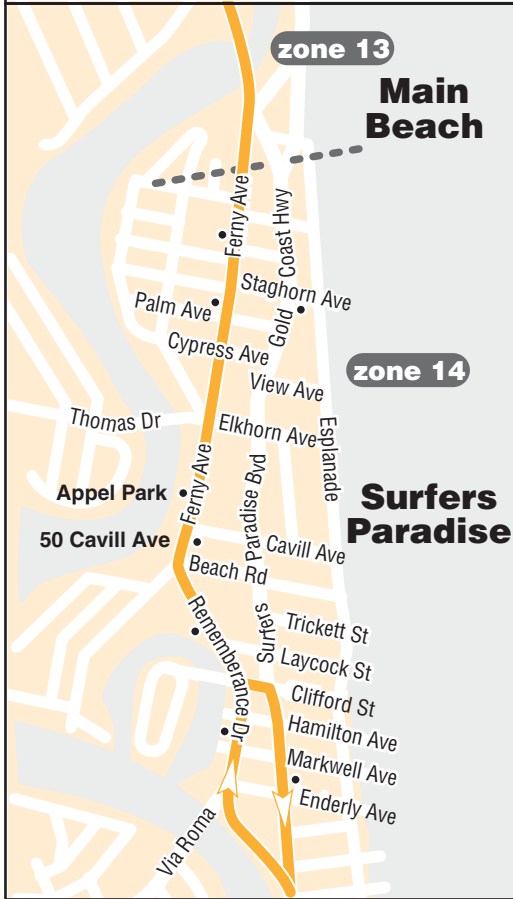 zone 13
Main
Beach
Ferny Ave
Coast Hwy
Staghorn Ave
Palm Ave
Gold
Cypress Ave
zone 14
View Ave
Thomas Dr
Elkhorn Ave
Esplanade
Paradise Bvd
Appel Park
Ferny Ave
Surfers
Paradise
50 Cavill Ave
Cavill Ave
Beach Rd
Rememberance Dr
Surfers
Trickett St
Laycock St
Clifford St
Hamilton Ave
Markwell Ave
Enderly Ave
Via Roma